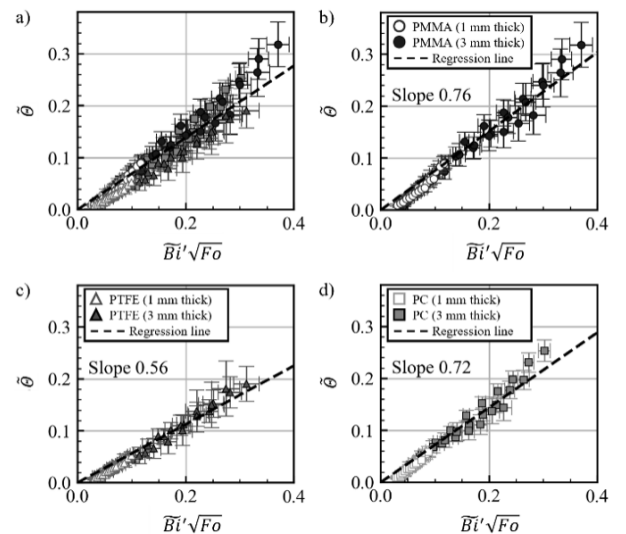 a)
0.3
0.2
0.1
0.0
0.0 0.2 0.4
Θ̃
B̃i′√Fo
b)
PMMA (1 mm thick)
PMMA (3 mm thick)
Regression line
Slope 0.76
0.3
0.2
0.1
0.0
0.0 0.2 0.4
Θ̃
B̃i′√Fo
c)
PTFE (1 mm thick)
PTFE (3 mm thick)
Regression line
Slope 0.56
0.3
0.2
0.1
0.0
0.0 0.2 0.4
Θ̃
B̃i′√Fo
d)
PC (1 mm thick)
PC (3 mm thick)
Regression line
Slope 0.72
0.3
0.2
0.1
0.0
0.0 0.2 0.4
Θ̃
B̃i′√Fo